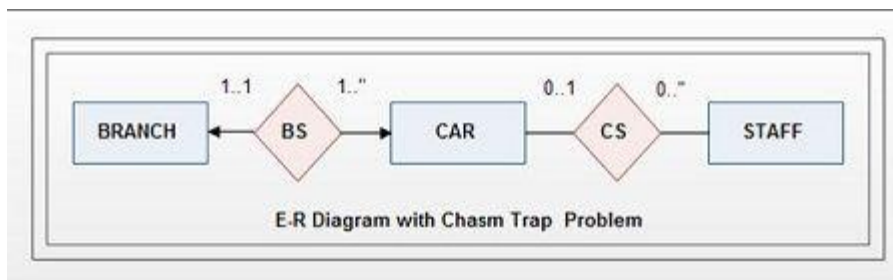 1..1 1.." 0..1 0.."
BRANCH BS CAR CS STAFF
E-R Diagram with Chasm Trap Problem